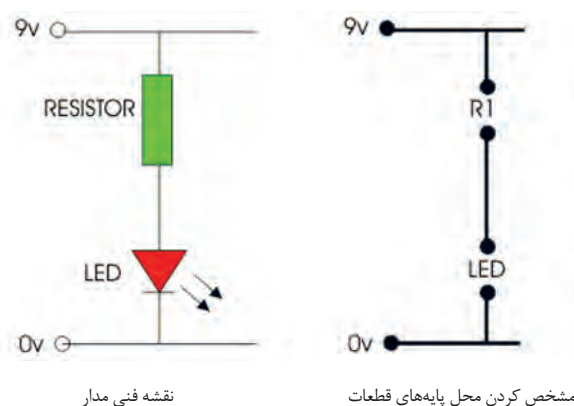 9v
RESISTOR
LED
0v
نقشه فنی مدار
9v
R1
LED
0v
مشخص کردن محل پایه‌های قطعات